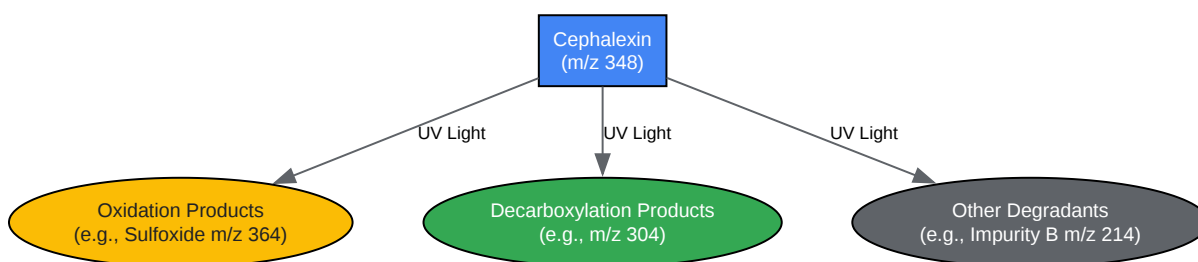 Cephalexin
(m/z 348)
UV Light
UV Light
UV Light
Oxidation Products
(e.g., Sulfoxide m/z 364)
Decarboxylation Products
(e.g., m/z 304)
Other Degradants
(e.g., Impurity B m/z 214)